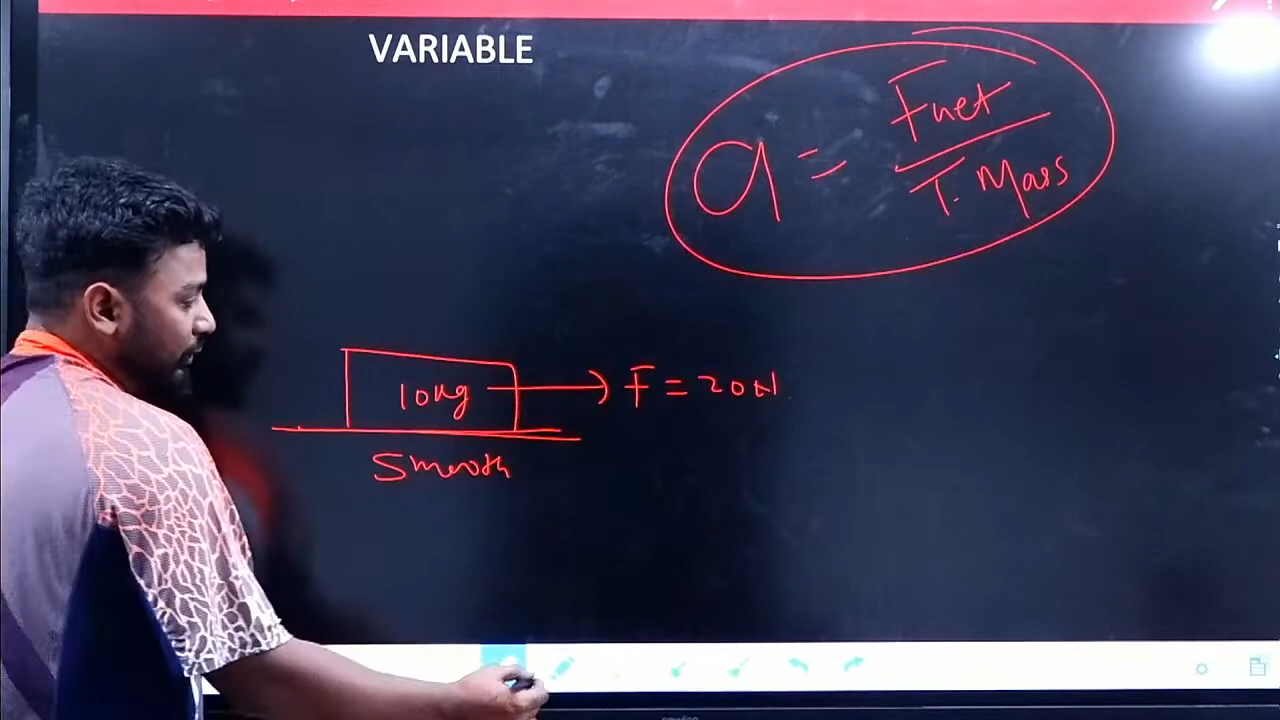 VARIABLE
a = Fnet / T. Mass
10kg
F = 20N
Smooth